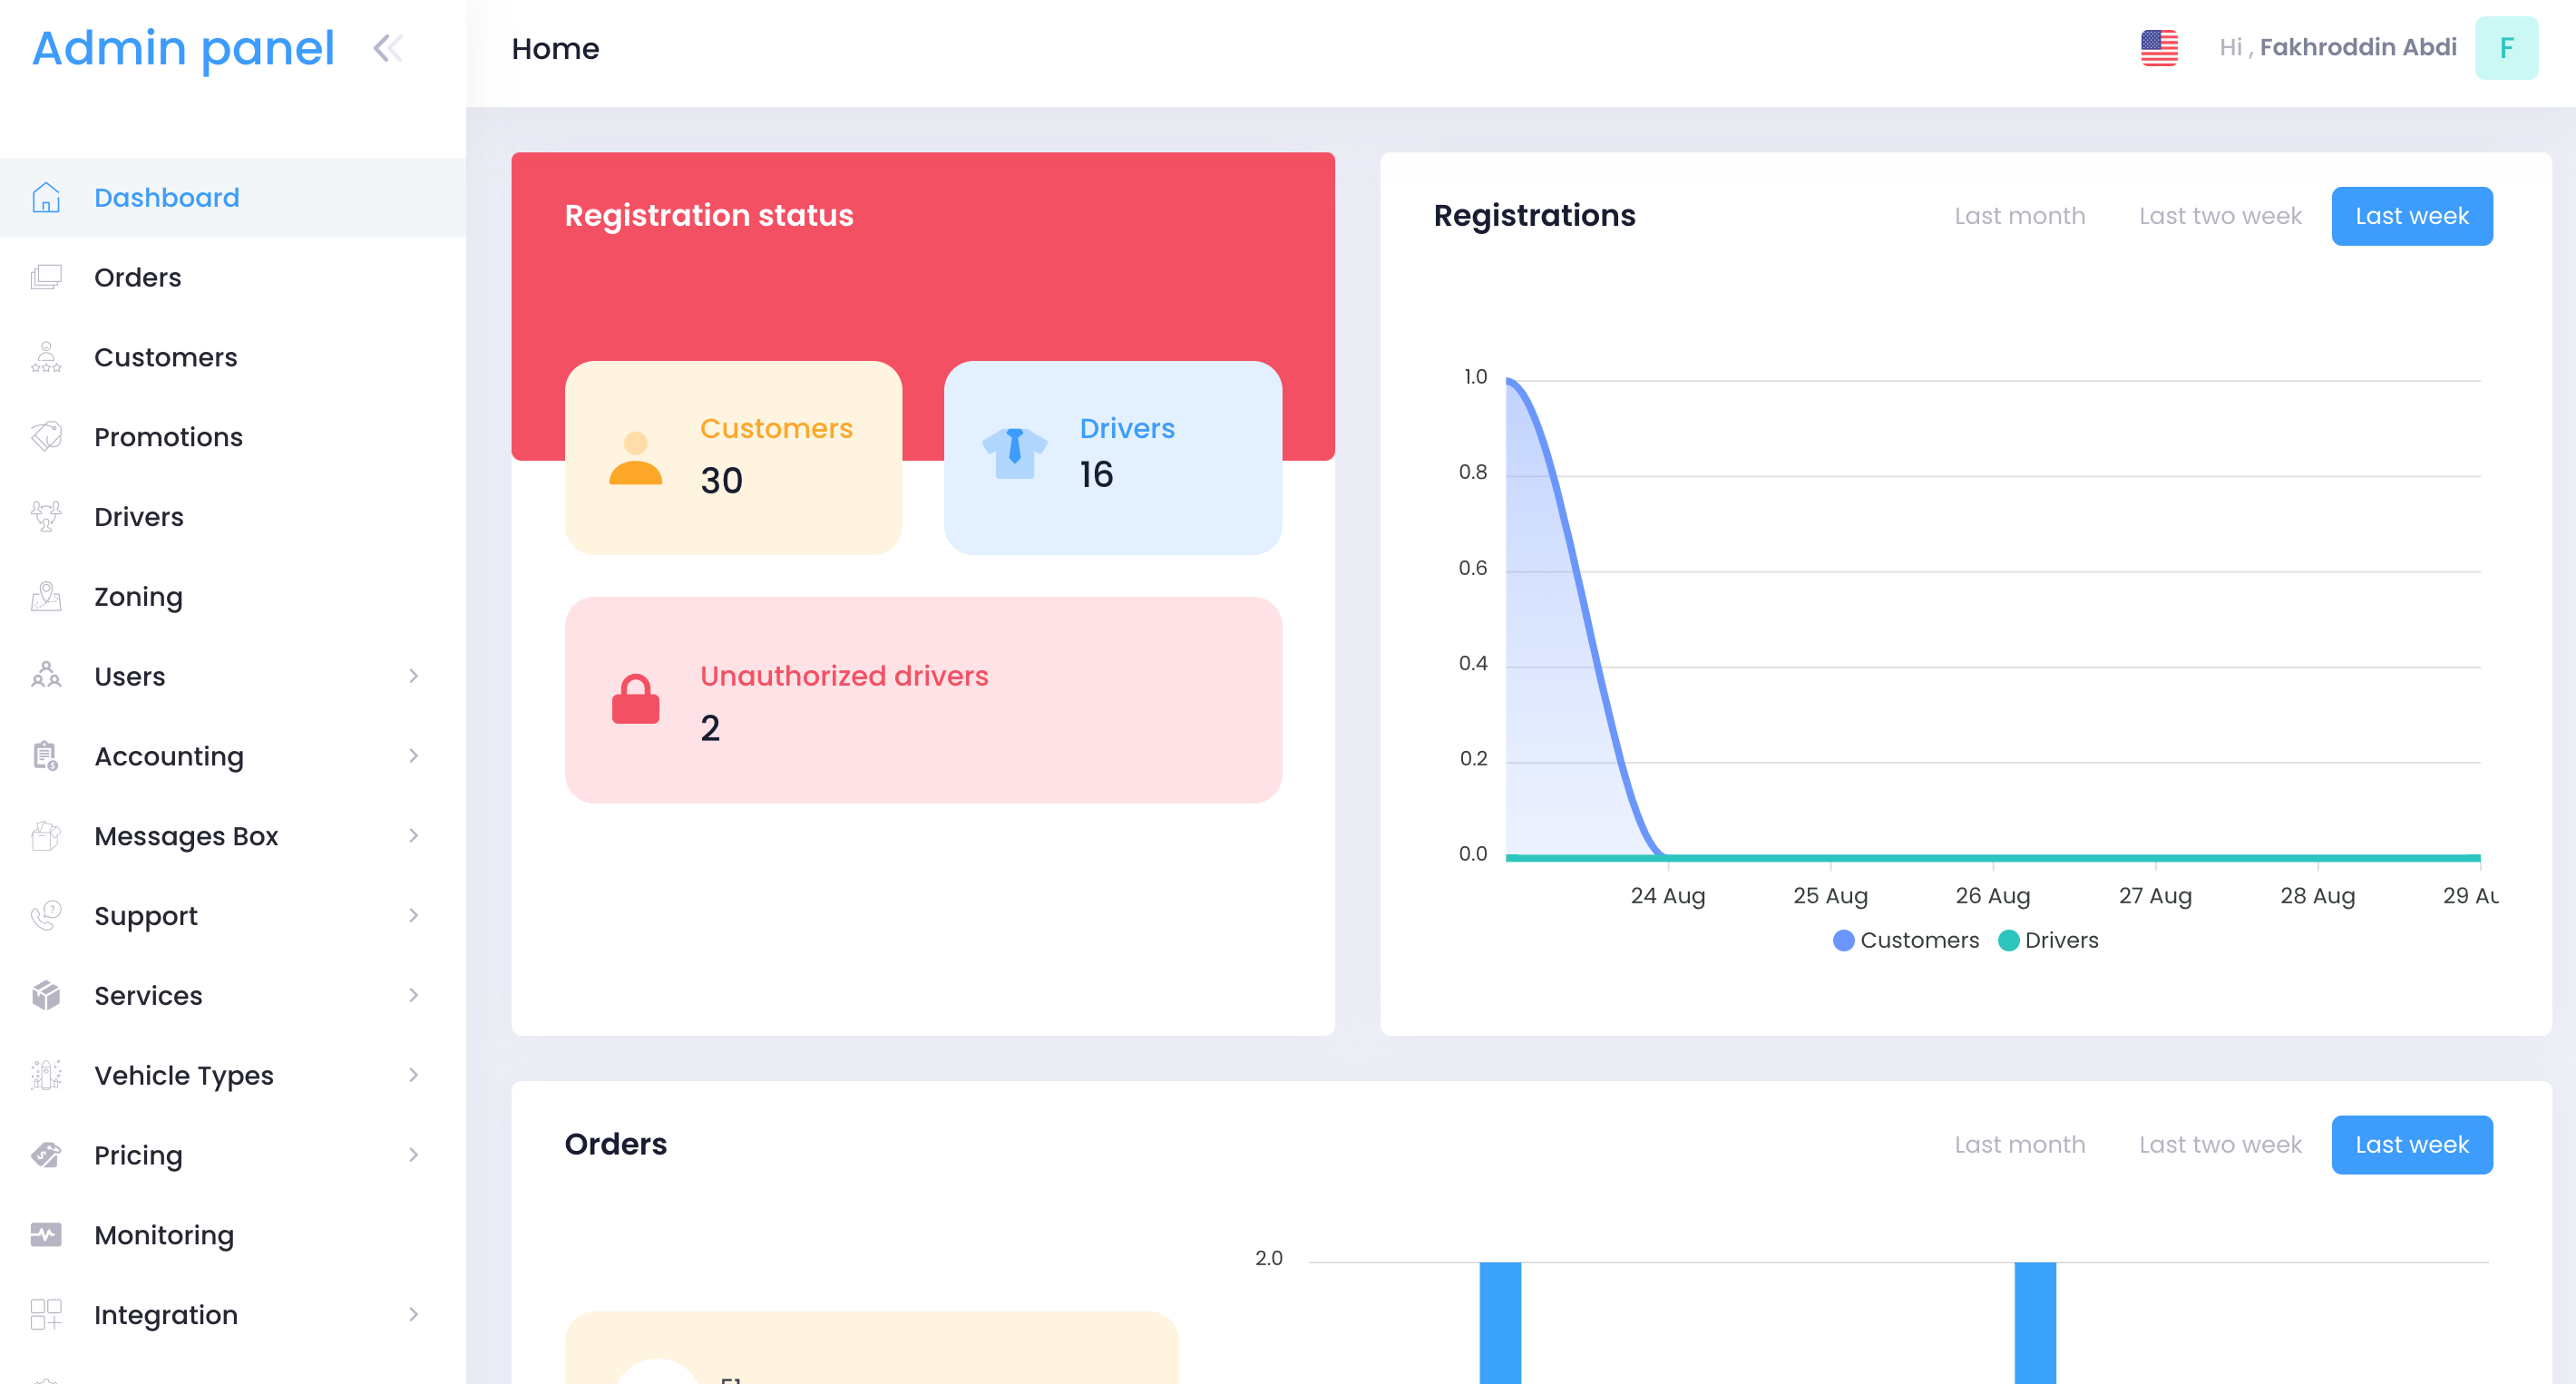 Admin panel
Home
Hi , Fakhroddin Abdi
F
Dashboard
Orders
Customers
Promotions
Drivers
Zoning
Users
Accounting
Messages Box
Support
Services
Vehicle Types
Pricing
Monitoring
Integration
Registration status
Customers
30
Drivers
16
Unauthorized drivers
2
Registrations
Last month Last two week Last week
1.0
0.8
0.6
0.4
0.2
0.0
24 Aug 25 Aug 26 Aug 27 Aug 28 Aug 29
Customers Drivers
Orders
Last month Last two week Last week
2.0